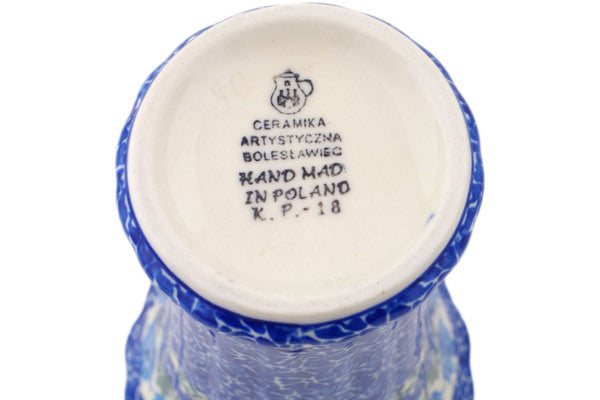 CERAMIKA
ARTYSTYCZNA
BOLESŁAWIEC
HAND MAD
IN POLAND
K. P.-18